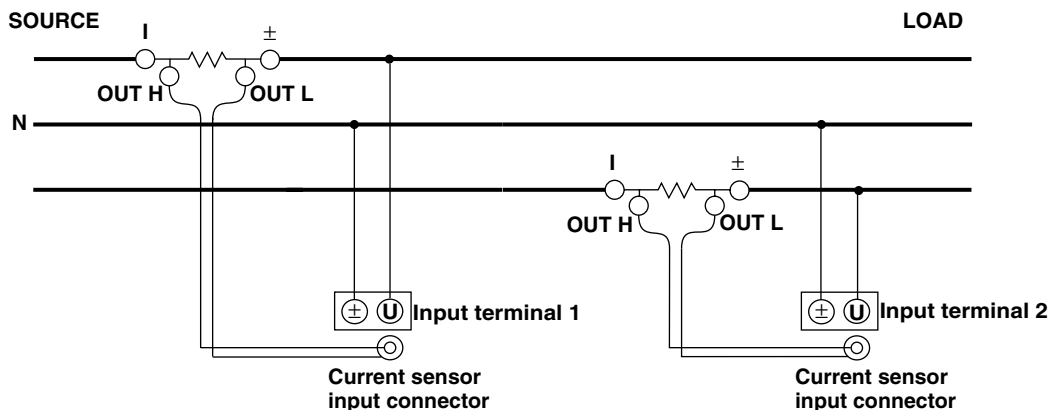 SOURCE
LOAD
I
±
OUT H
OUT L
N
I
±
OUT H
OUT L
± U Input terminal 1
± U Input terminal 2
Current sensor
input connector
Current sensor
input connector